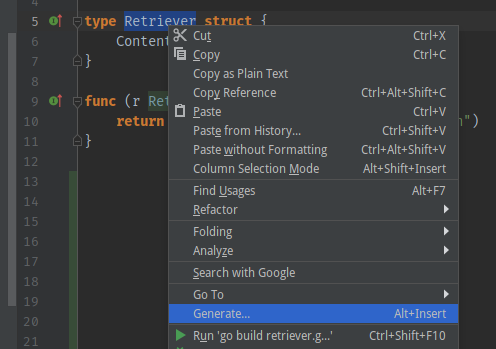 4
5 type Retriever struct {
6 Content
7 }
8
9 func (r Ret
10 return n")
11 }
12
13
14
15
16
17
18
19
20
21
Cut Ctrl+X
Copy Ctrl+C
Copy as Plain Text
Copy Reference Ctrl+Alt+Shift+C
Paste Ctrl+V
Paste from History... Ctrl+Shift+V
Paste without Formatting Ctrl+Alt+Shift+V
Column Selection Mode Alt+Shift+Insert
Find Usages Alt+F7
Refactor
Folding
Analyze
Search with Google
Go To
Generate... Alt+Insert
Run 'go build retriever.g...' Ctrl+Shift+F10